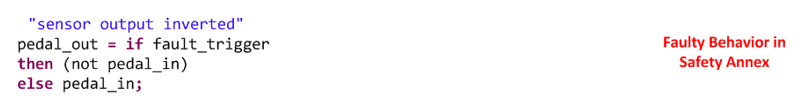 "sensor output inverted"
pedal_out = if fault_trigger
then (not pedal_in)
else pedal_in;
Faulty Behavior in
Safety Annex